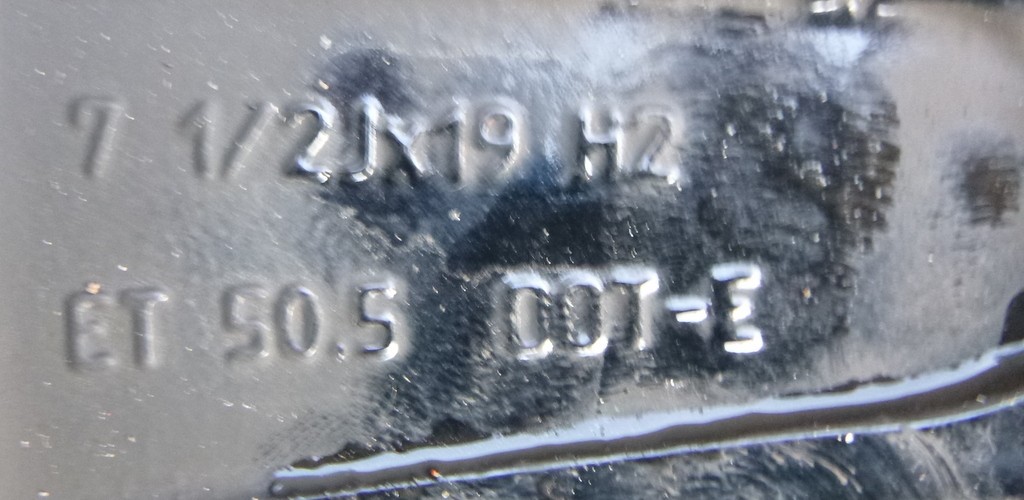 7 1/2Jx19 H2
ET 50.5 DOT-E